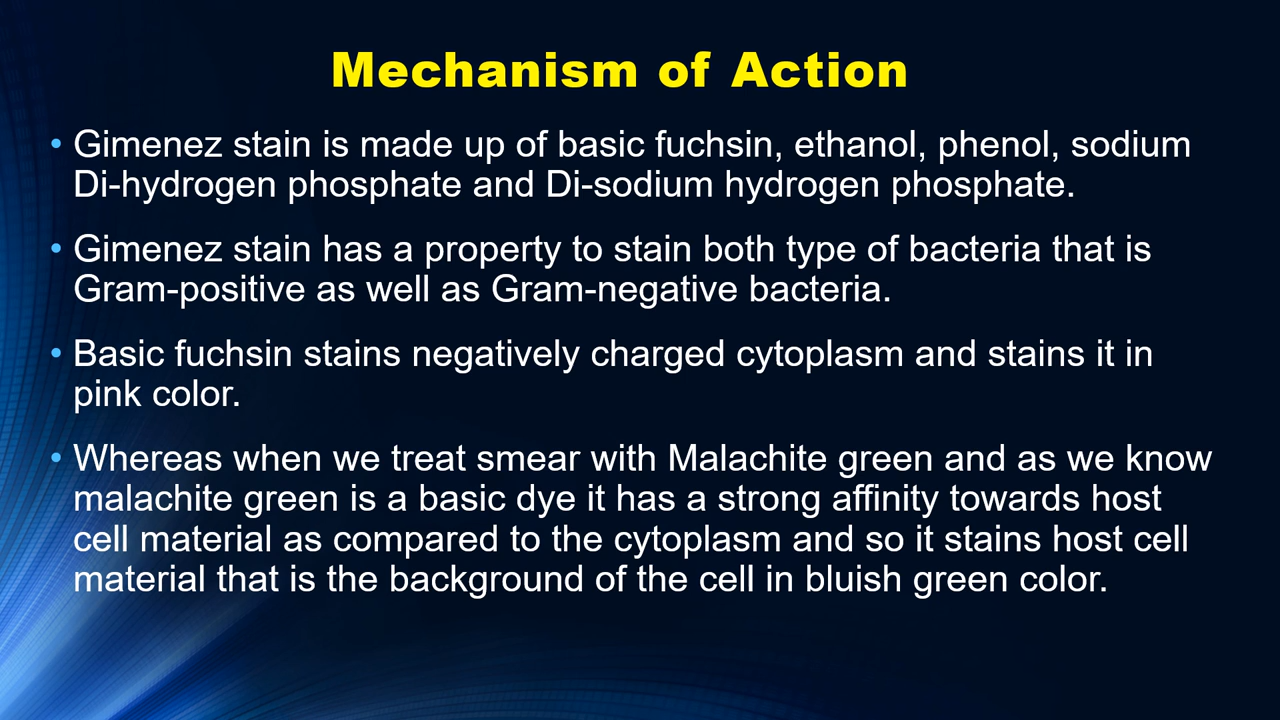 Mechanism of Action
• Gimenez stain is made up of basic fuchsin, ethanol, phenol, sodium
Di-hydrogen phosphate and Di-sodium hydrogen phosphate.
• Gimenez stain has a property to stain both type of bacteria that is
Gram-positive as well as Gram-negative bacteria.
• Basic fuchsin stains negatively charged cytoplasm and stains it in
pink color.
• Whereas when we treat smear with Malachite green and as we know
malachite green is a basic dye it has a strong affinity towards host
cell material as compared to the cytoplasm and so it stains host cell
material that is the background of the cell in bluish green color.